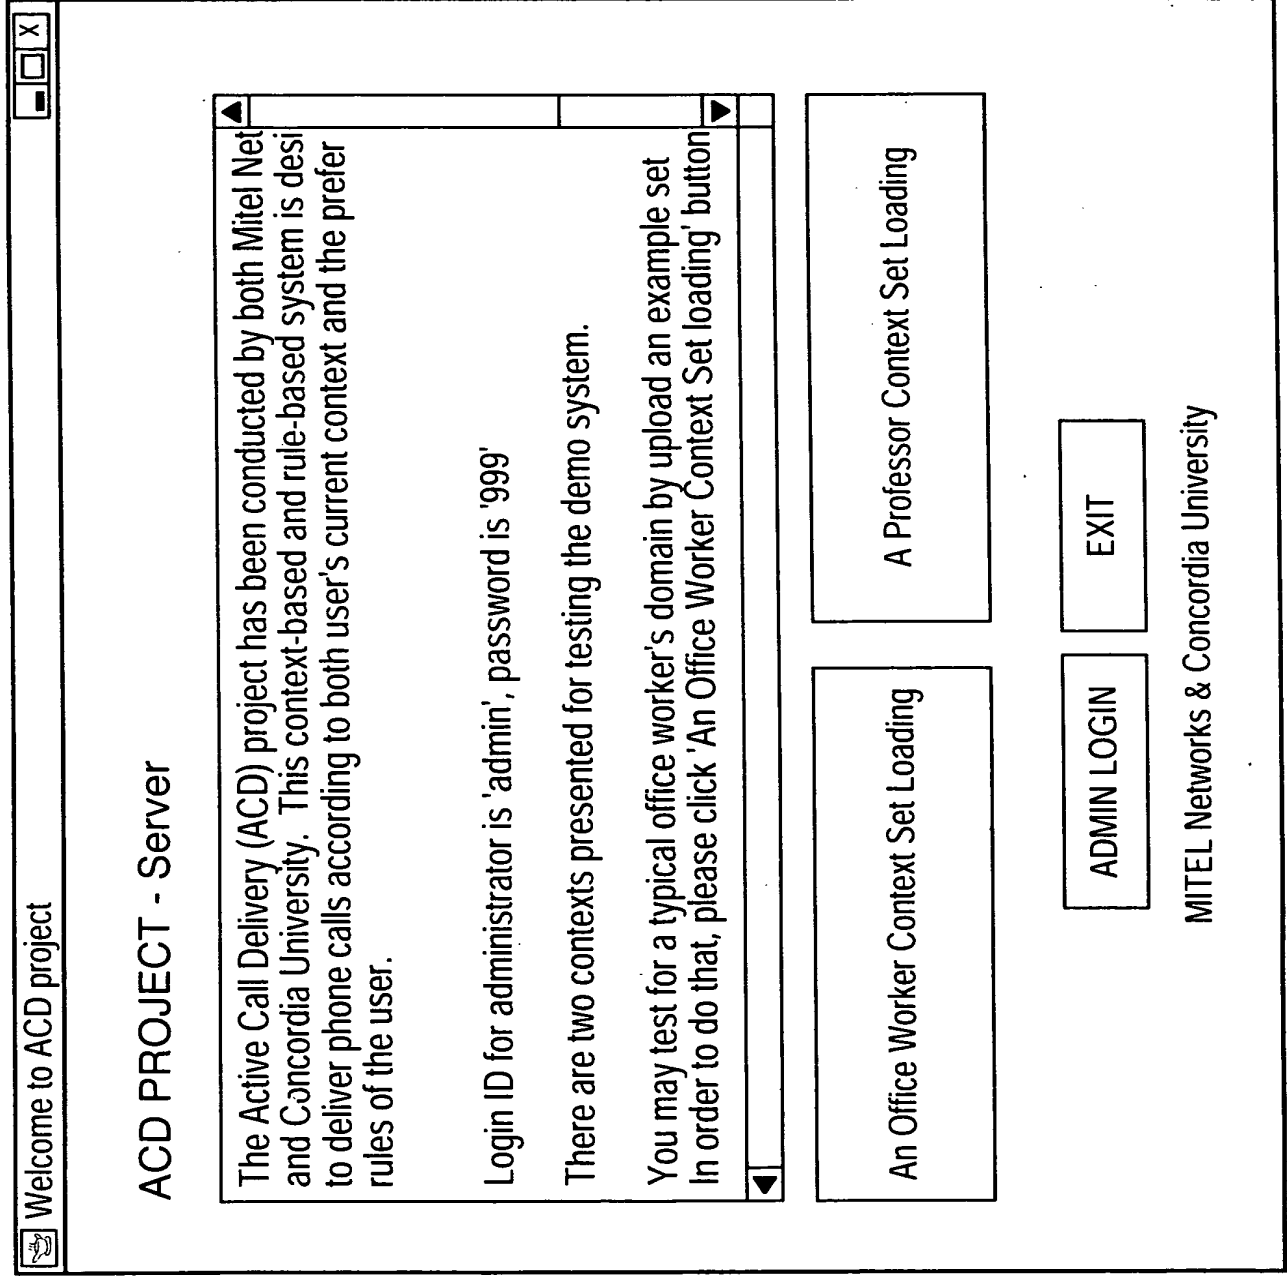 Welcome to ACD project
X
ACD PROJECT - Server
The Active Call Delivery (ACD) project has been conducted by both Mitel Net
and Concordia University. This context-based and rule-based system is desi
to deliver phone calls according to both user's current context and the prefer
rules of the user.
Login ID for administrator is 'admin', password is '999'
There are two contexts presented for testing the demo system.
You may test for a typical office worker's domain by upload an example set
In order to do that, please click 'An Office Worker Context Set loading' button
An Office Worker Context Set Loading
A Professor Context Set Loading
ADMIN LOGIN
EXIT
MITEL Networks & Concordia University